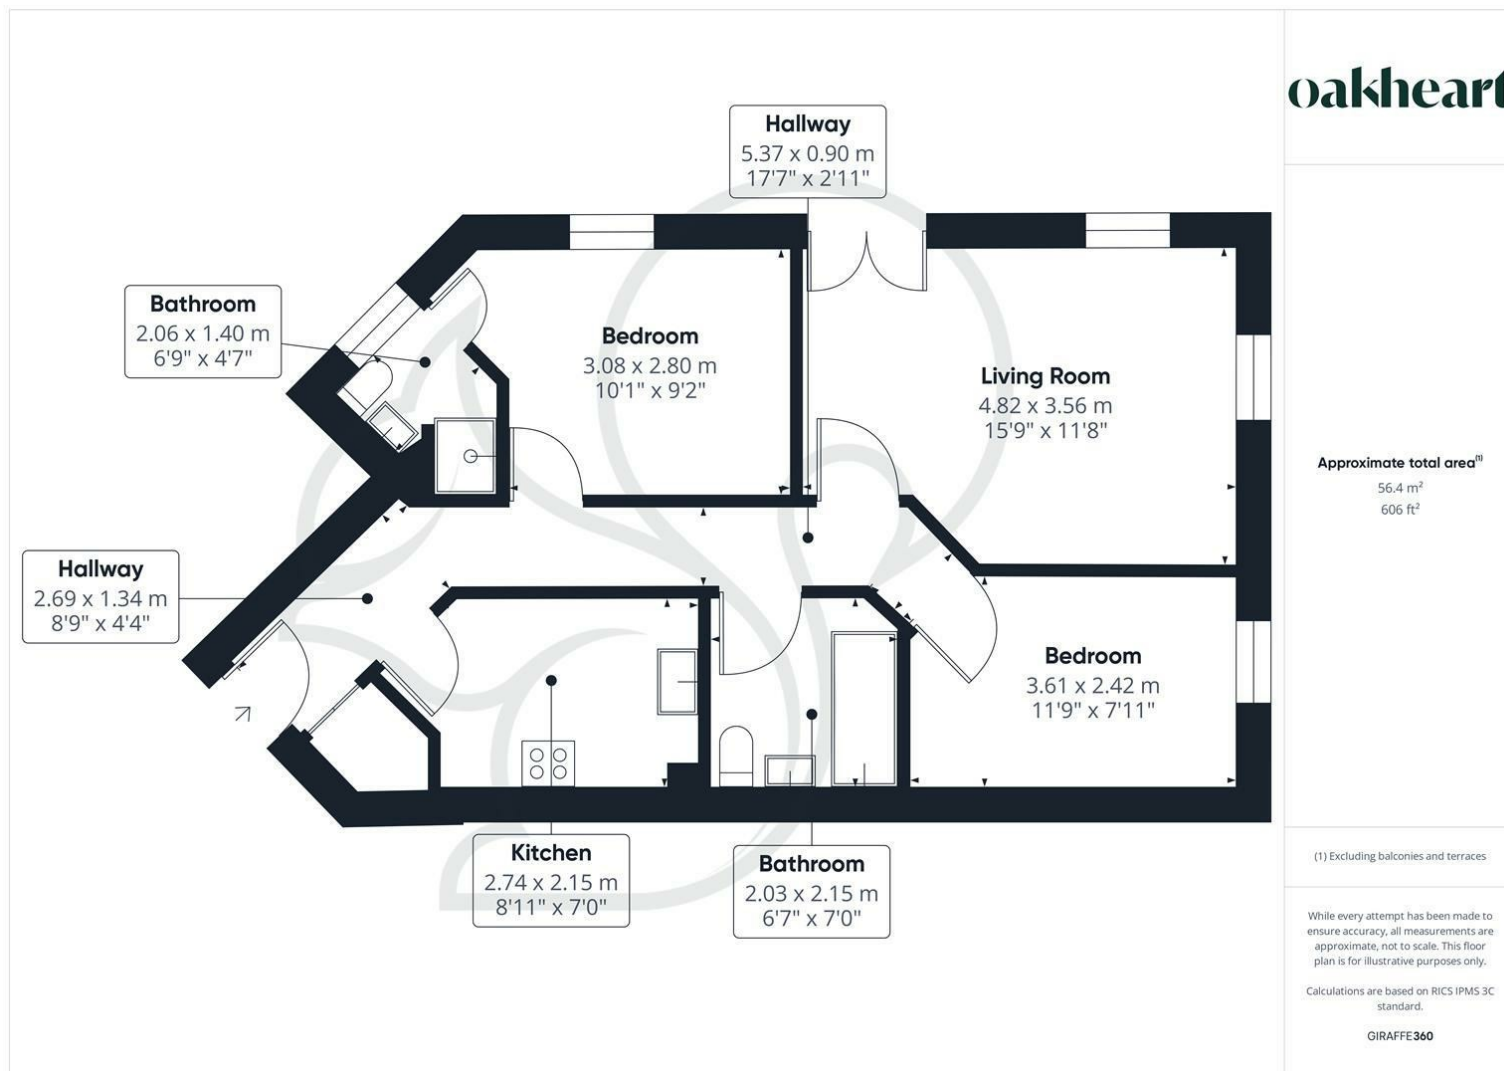 oakheart
Hallway
5.37 x 0.90 m
17'7" x 2'11"
Bathroom
2.06 x 1.40 m
6'9" x 4'7"
Bedroom
3.08 x 2.80 m
10'1" x 9'2"
Living Room
4.82 x 3.56 m
15'9" x 11'8"
Hallway
2.69 x 1.34 m
8'9" x 4'4"
Bedroom
3.61 x 2.42 m
11'9" x 7'11"
Kitchen
2.74 x 2.15 m
8'11" x 7'0"
Bathroom
2.03 x 2.15 m
6'7" x 7'0"
Approximate total area(1)
56.4 m²
606 ft²
(1) Excluding balconies and terraces
While every attempt has been made to
ensure accuracy, all measurements are
approximate, not to scale. This floor
plan is for illustrative purposes only.
Calculations are based on RICS IPMS 3C
standard.
GIRAFFE360